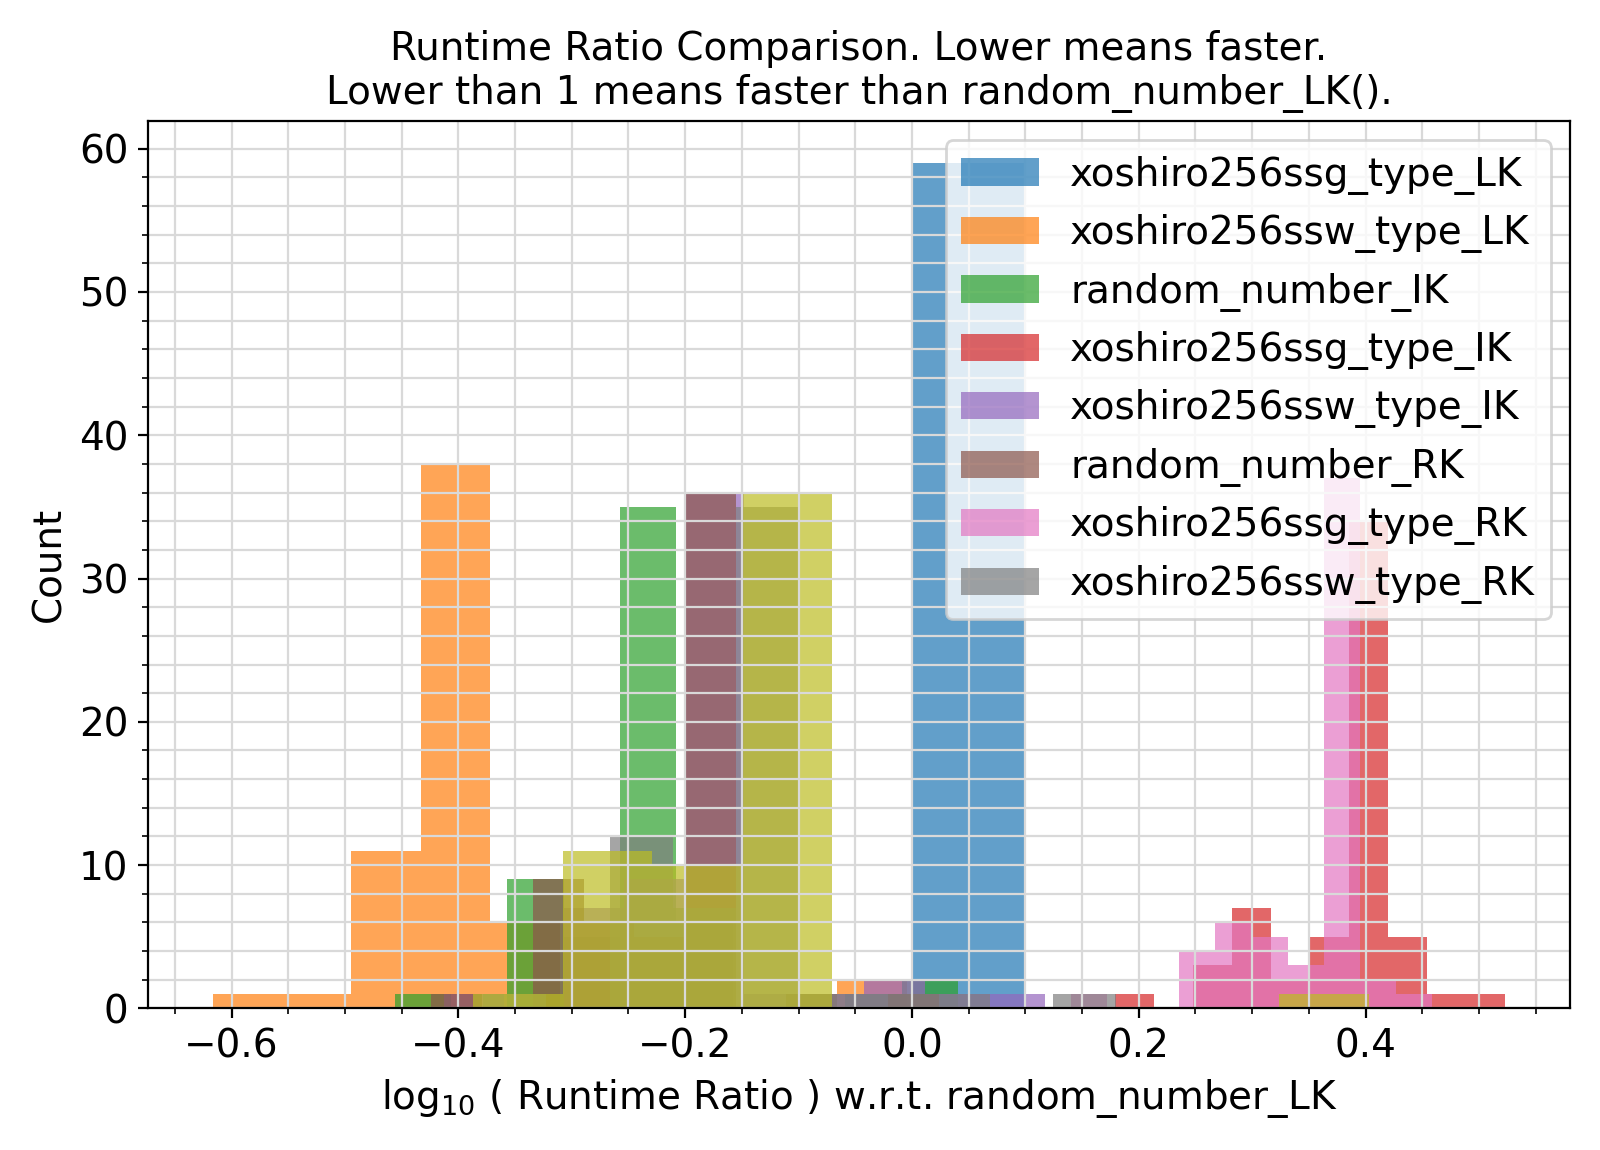 Runtime Ratio Comparison. Lower means faster.
Lower than 1 means faster than random_number_LK().
60
50
40
30
20
10
0
Count
xoshiro256ssg_type_LK
xoshiro256ssw_type_LK
random_number_IK
xoshiro256ssg_type_IK
xoshiro256ssw_type_IK
random_number_RK
xoshiro256ssg_type_RK
xoshiro256ssw_type_RK
−0.6 −0.4 −0.2 0.0 0.2 0.4
log₁₀ ( Runtime Ratio ) w.r.t. random_number_LK